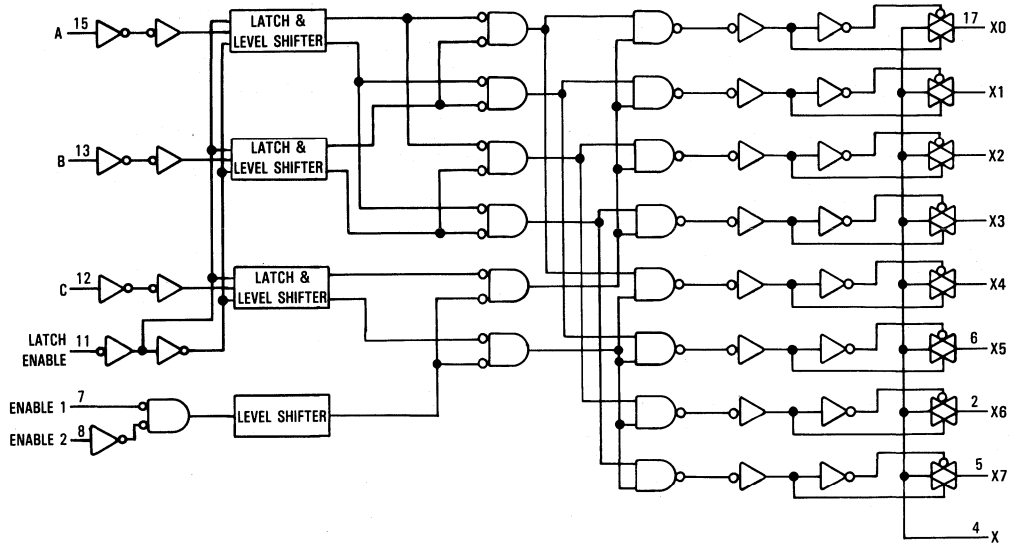 A 15
LATCH &
LEVEL SHIFTER
17 X0
X1
B 13
LATCH &
LEVEL SHIFTER
X2
X3
C 12
LATCH &
LEVEL SHIFTER
X4
LATCH
ENABLE 11
6 X5
ENABLE 1 7
LEVEL SHIFTER
2 X6
ENABLE 2 8
5 X7
4 X